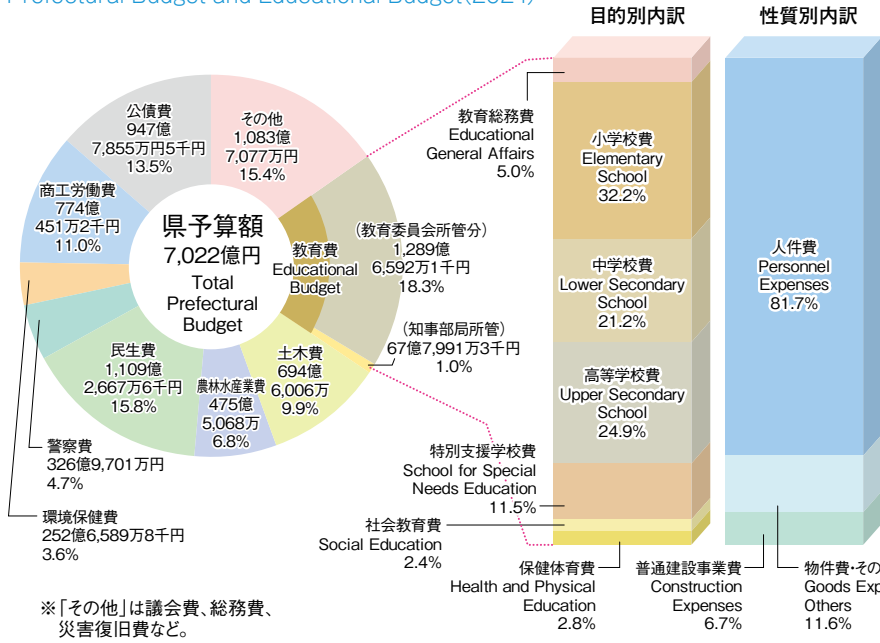 Prefectural Budget and Educational Budget(2024)
目的別内訳
性質別内訳
公債費
947億
7,855万円5千円
13.5%
その他
1,083億
7,077万円
15.4%
商工労働費
774億
451万2千円
11.0%
県予算額
7,022億円
Total
Prefectural
Budget
教育費
Educational
Budget
(教育委員会所管分)
1,289億
6,592万1千円
18.3%
(知事部局所管)
67億7,991万3千円
1.0%
土木費
694億
6,006万
9.9%
農林水産業費
475億
5,068万
6.8%
民生費
1,109億
2,667万6千円
15.8%
警察費
326億9,701万円
4.7%
環境保健費
252億6,589万8千円
3.6%
※「その他」は議会費、総務費、
災害復旧費など。
教育総務費
Educational
General Affairs
5.0%
小学校費
Elementary
School
32.2%
中学校費
Lower Secondary
School
21.2%
高等学校費
Upper Secondary
School
24.9%
特別支援学校費
School for Special
Needs Education
11.5%
社会教育費
Social Education
2.4%
保健体育費
Health and Physical
Education
2.8%
人件費
Personnel
Expenses
81.7%
普通建設事業費
Construction
Expenses
6.7%
物件費・その
Goods Exp
Others
11.6%